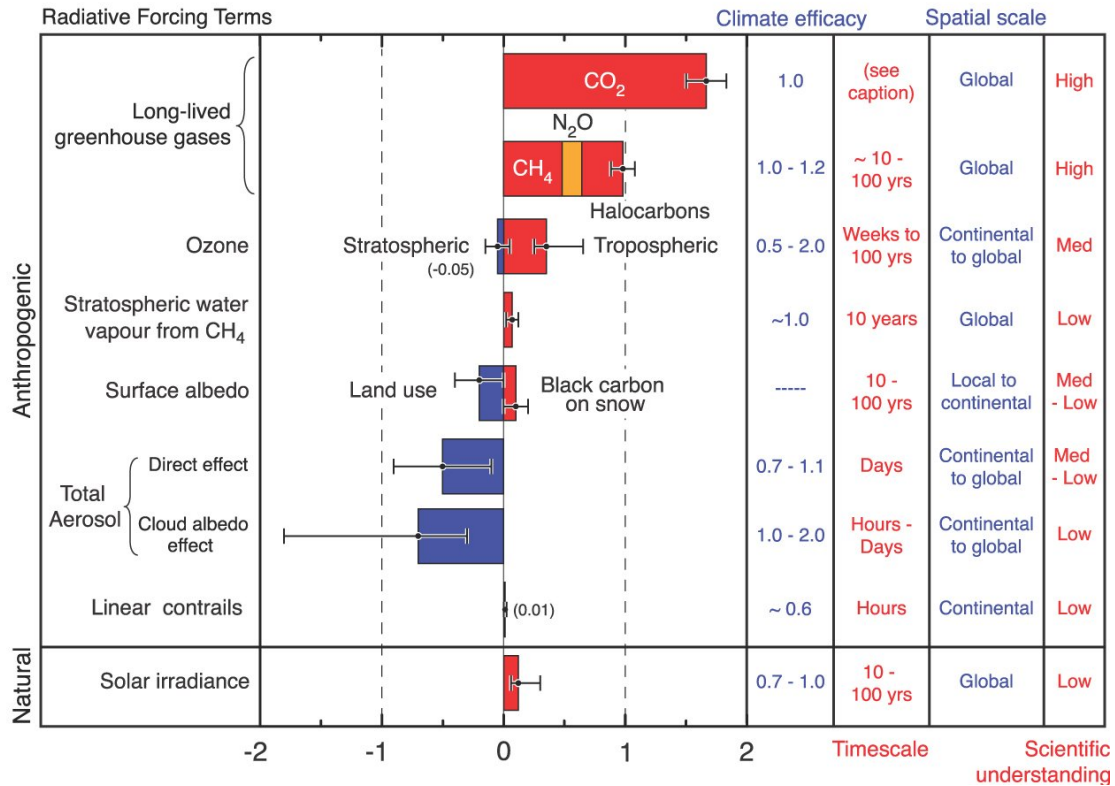 Radiative Forcing Terms
Climate efficacy
Spatial scale
Anthropogenic
Long-lived
greenhouse gases
CO2
1.0
(see
caption)
Global
High
N2O
CH4
Halocarbons
1.0 - 1.2
~ 10 -
100 yrs
Global
High
Ozone
Stratospheric
(-0.05)
Tropospheric
0.5 - 2.0
Weeks to
100 yrs
Continental
to global
Med
Stratospheric water
vapour from CH4
~1.0
10 years
Global
Low
Surface albedo
Land use
Black carbon
on snow
-----
10 -
100 yrs
Local to
continental
Med
- Low
Total
Aerosol
Direct effect
0.7 - 1.1
Days
Continental
to global
Med
- Low
Cloud albedo
effect
1.0 - 2.0
Hours -
Days
Continental
to global
Low
Linear contrails
(0.01)
~ 0.6
Hours
Continental
Low
Natural
Solar irradiance
0.7 - 1.0
10 -
100 yrs
Global
Low
-2 -1 0 1 2
Timescale
Scientific
understanding